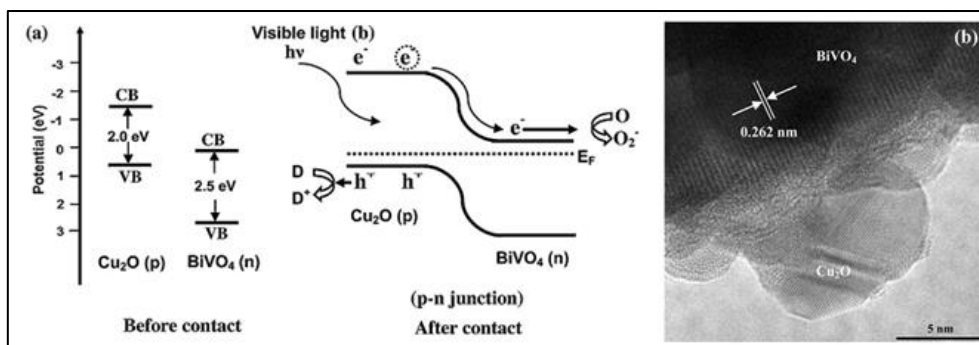 (a)
Potential (eV)
-3
-2
-1
0
1
2
3
CB
2.0 eV
VB
Cu₂O (p)
CB
2.5 eV
VB
BiVO₄ (n)
Before contact
Visible light (b)
hν
e⁻ e⁻
e⁻
O
O₂⁻
E_F
D
D⁺
h⁺ h⁺
Cu₂O (p)
BiVO₄ (n)
(p-n junction)
After contact
(b)
BiVO₄
0.262 nm
Cu₂O
5 nm